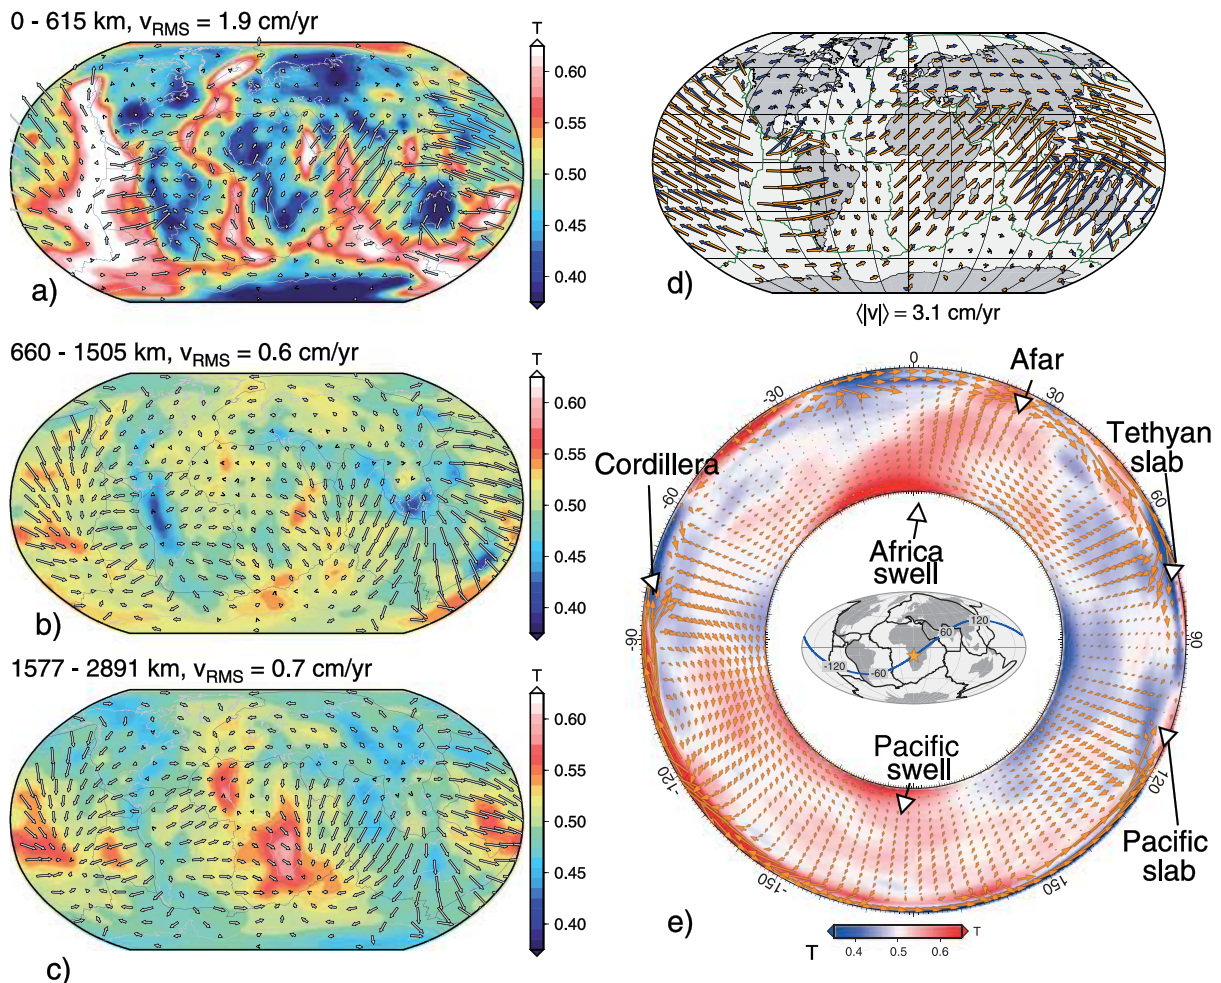 0 - 615 km, vRMS = 1.9 cm/yr
T
0.60
0.55
0.50
0.45
0.40
a)
660 - 1505 km, vRMS = 0.6 cm/yr
T
0.60
0.55
0.50
0.45
0.40
b)
1577 - 2891 km, vRMS = 0.7 cm/yr
T
0.60
0.55
0.50
0.45
0.40
c)
d)
⟨|v|⟩ = 3.1 cm/yr
0
30
60
90
120
150
-150
-120
-90
-60
-30
Afar
Tethyan
slab
Cordillera
Africa
swell
120
60
-120
-60
Pacific
swell
Pacific
slab
e)
T
T
0.4
0.5
0.6